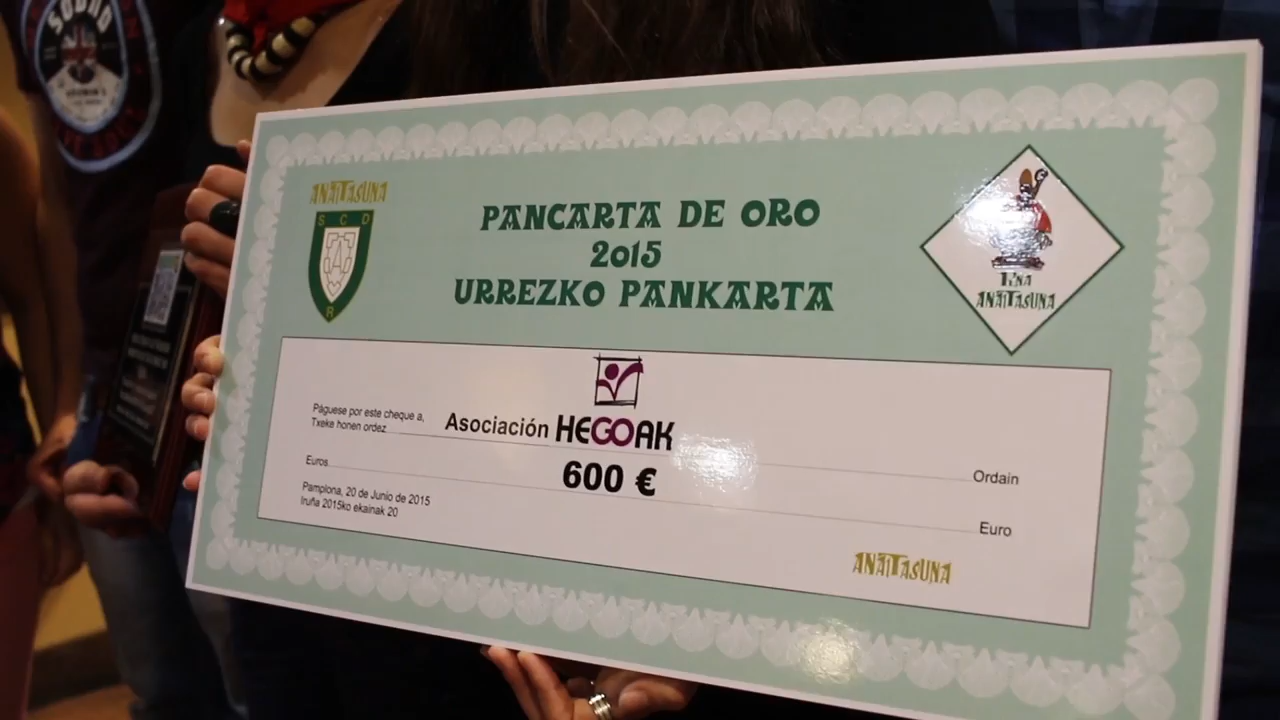 SOUND
ANAITASUNA
S C D
R
PANCARTA DE ORO
2015
URREZKO PANKARTA
ANAITASUNA
Páguese por este cheque a,
Txeke honen ordez
Asociación HEGOAK
Ordain
Euros
600 €
Euro
Pamplona, 20 de Junio de 2015
Iruña 2015ko ekainak 20
ANAITASUNA